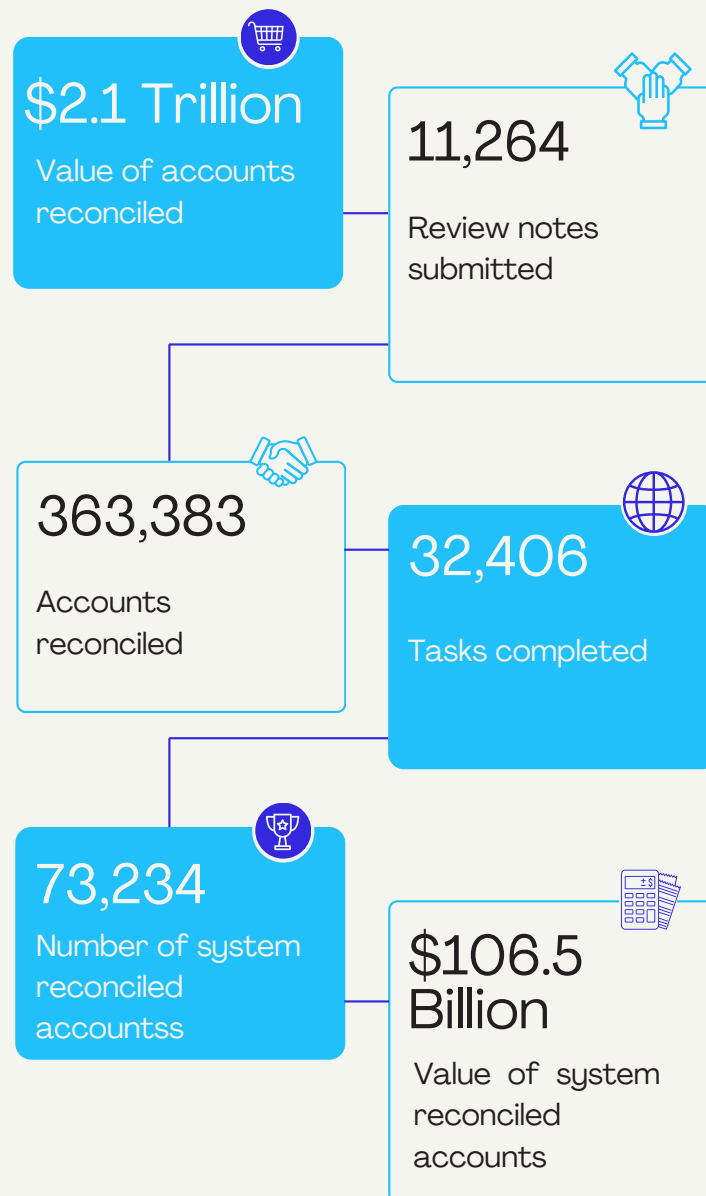 $2.1 Trillion
Value of accounts
reconciled
11,264
Review notes
submitted
363,383
Accounts
reconciled
32,406
Tasks completed
73,234
Number of system
reconciled
accountss
± $
$106.5
Billion
Value of system
reconciled
accounts